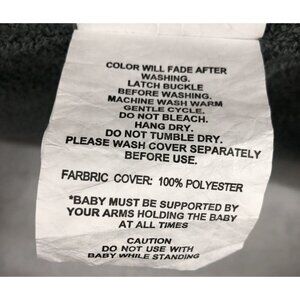 COLOR WILL FADE AFTER
WASHING.
LATCH BUCKLE
BEFORE WASHING.
MACHINE WASH WARM
GENTLE CYCLE.
DO NOT BLEACH.
HANG DRY.
DO NOT TUMBLE DRY.
PLEASE WASH COVER SEPARATELY
BEFORE USE.
FARBRIC COVER: 100% POLYESTER
*BABY MUST BE SUPPORTED BY
YOUR ARMS HOLDING THE BABY
AT ALL TIMES
CAUTION
DO NOT USE WITH
BABY WHILE STANDING